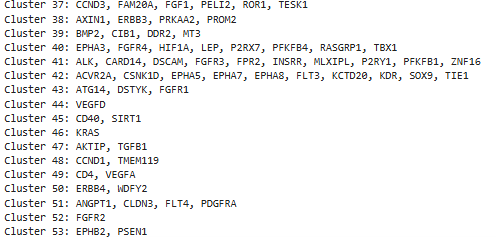 Cluster 37: CCND3, FAM20A, FGF1, PELI2, ROR1, TESK1
Cluster 38: AXIN1, ERBB3, PRKAA2, PROM2
Cluster 39: BMP2, CIB1, DDR2, MT3
Cluster 40: EPHA3, FGFR4, HIF1A, LEP, P2RX7, PFKFB4, RASGRP1, TBX1
Cluster 41: ALK, CARD14, DSCAM, FGFR3, FPR2, INSRR, MLXIPL, P2RY1, PFKFB1, ZNF16
Cluster 42: ACVR2A, CSNK1D, EPHA5, EPHA7, EPHA8, FLT3, KCTD20, KDR, SOX9, TIE1
Cluster 43: ATG14, DSTYK, FGFR1
Cluster 44: VEGFD
Cluster 45: CD40, SIRT1
Cluster 46: KRAS
Cluster 47: AKTIP, TGFB1
Cluster 48: CCND1, TMEM119
Cluster 49: CD4, VEGFA
Cluster 50: ERBB4, WDFY2
Cluster 51: ANGPT1, CLDN3, FLT4, PDGFRA
Cluster 52: FGFR2
Cluster 53: EPHB2, PSEN1